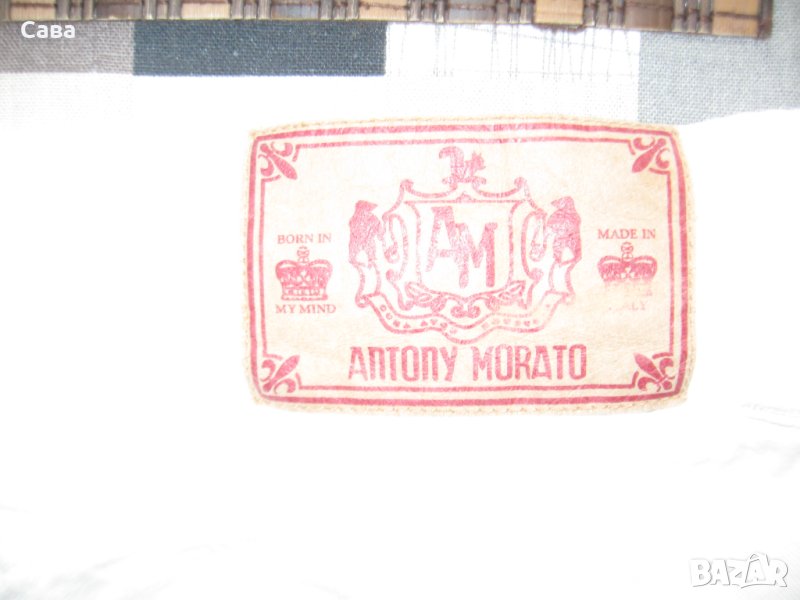 Сава
AM
BORN IN
MY MIND
MADE IN
ANTONY MORATO
BAZAR